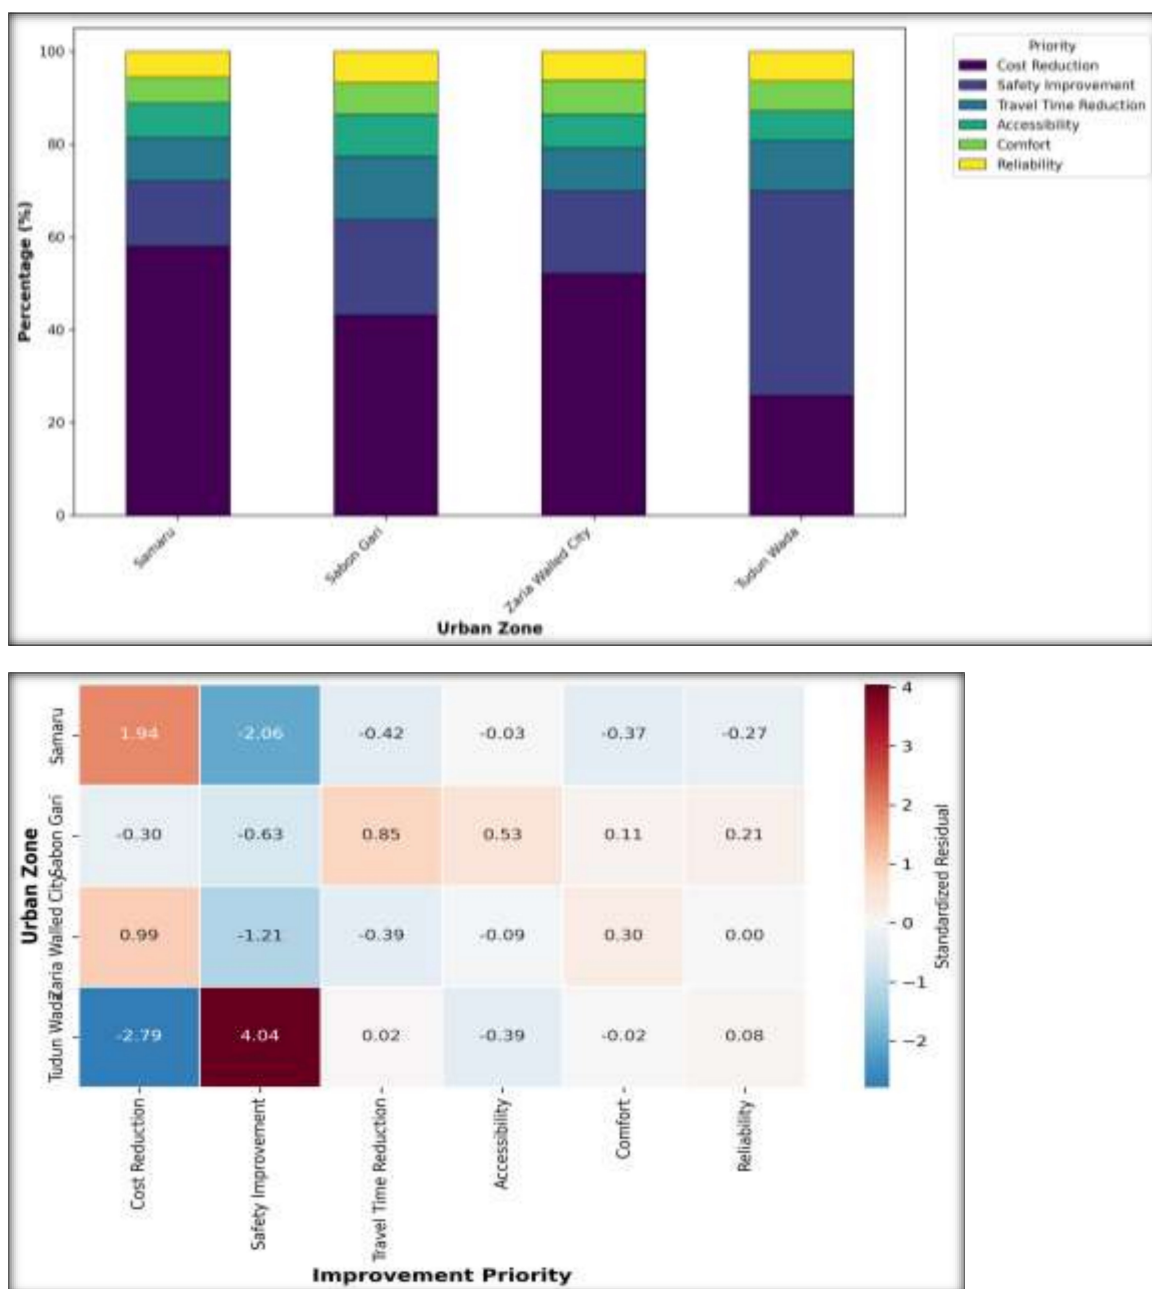 100
80
60
40
20
0
Percentage (%)
Samaru
Sabon Gari
Zaria Walled City
Tudun Wada
Urban Zone
Priority
Cost Reduction
Safety Improvement
Travel Time Reduction
Accessibility
Comfort
Reliability
Urban Zone
Samaru
1.94 -2.06 -0.42 -0.03 -0.37 -0.27
Sabon Gari
-0.30 -0.63 0.85 0.53 0.11 0.21
Zaria Walled City
0.99 -1.21 -0.39 -0.09 0.30 0.00
Tudun Wada
-2.79 4.04 0.02 -0.39 -0.02 0.08
Cost Reduction
Safety Improvement
Travel Time Reduction
Accessibility
Comfort
Reliability
Improvement Priority
4
3
2
1
0
−1
−2
Standardized Residual